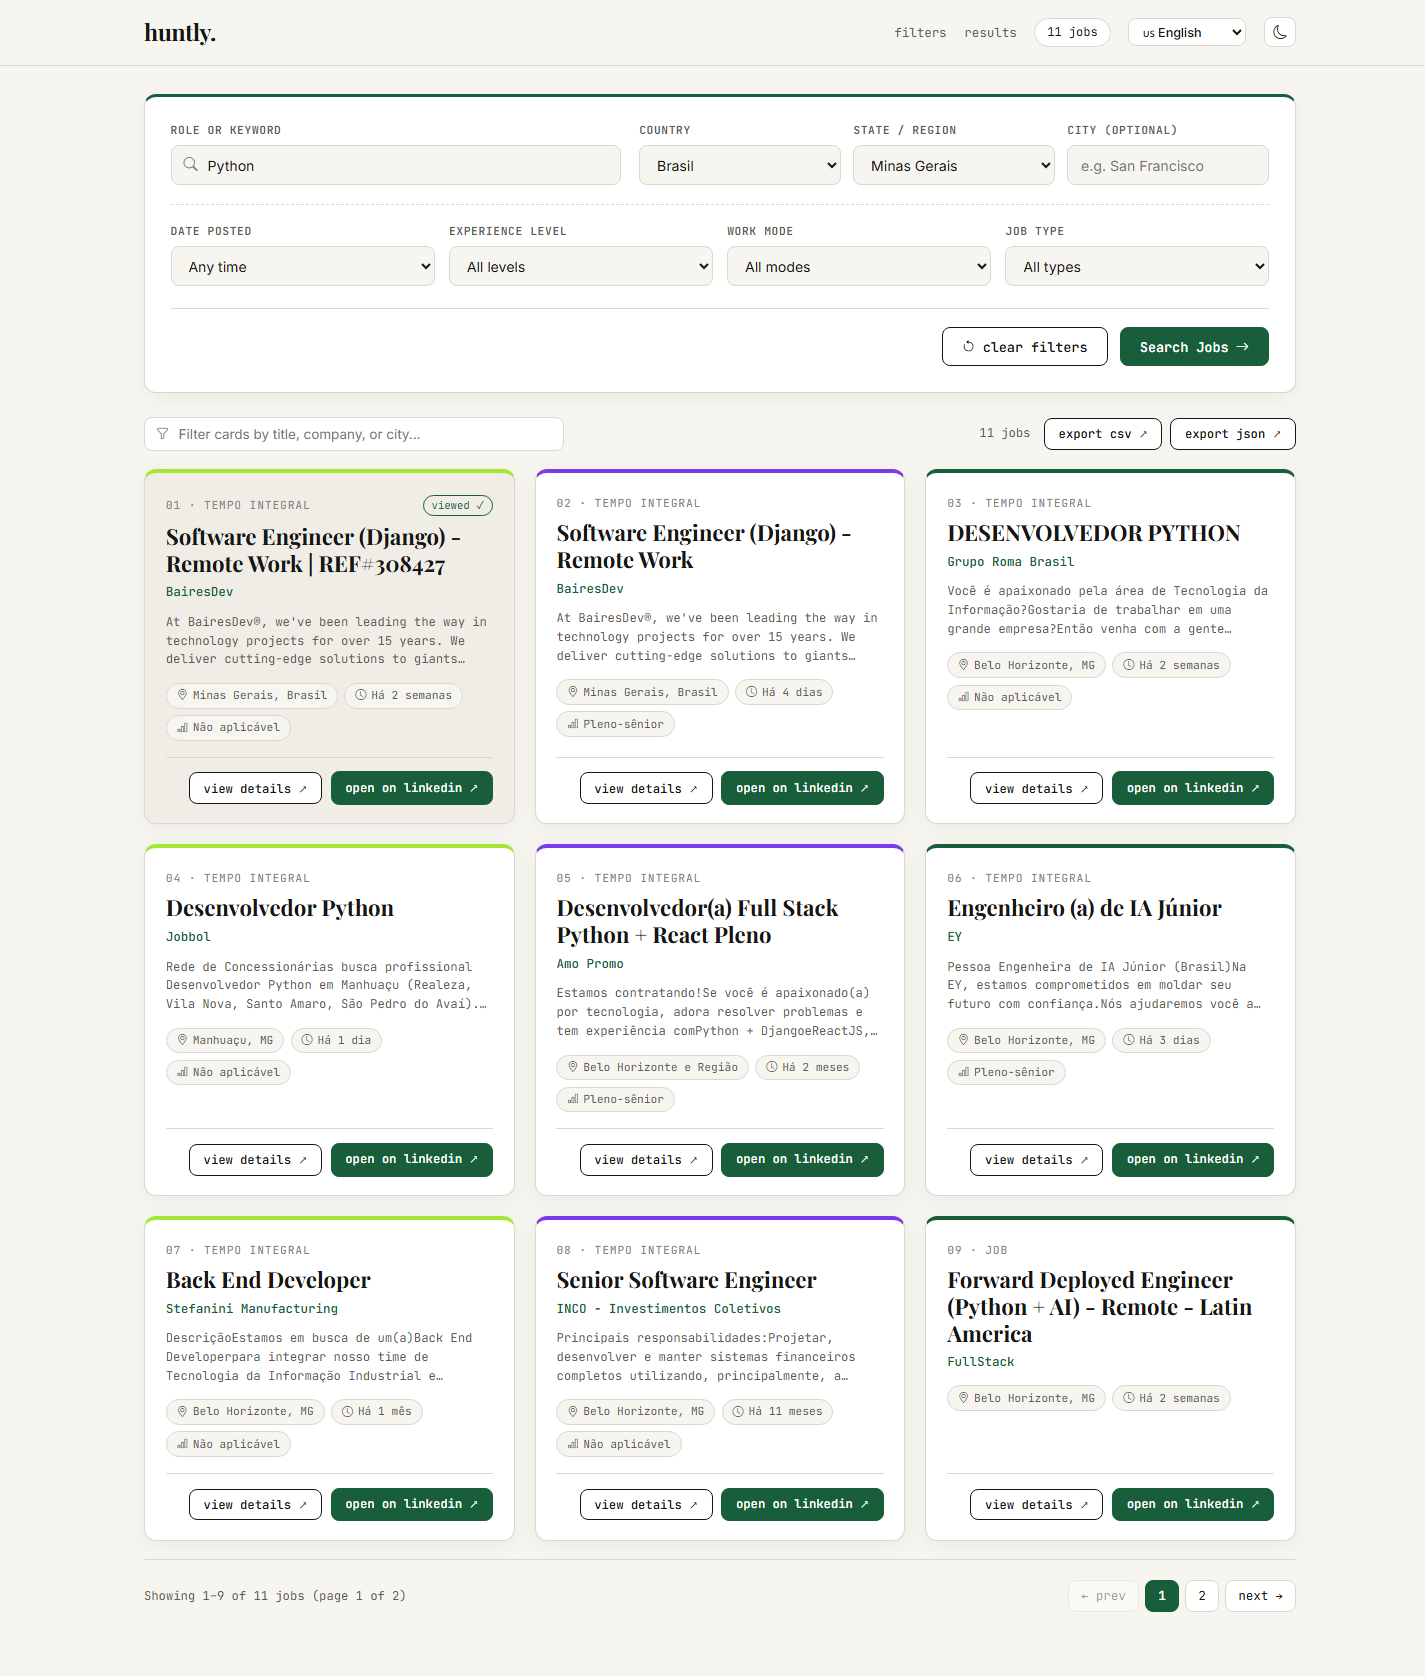 huntly.
filters
results
11 jobs
us English
ROLE OR KEYWORD
COUNTRY
STATE / REGION
CITY (OPTIONAL)
Python
Brasil
Minas Gerais
e.g. San Francisco
DATE POSTED
EXPERIENCE LEVEL
WORK MODE
JOB TYPE
Any time
All levels
All modes
All types
clear filters
Search Jobs →
Filter cards by title, company, or city...
11 jobs
export csv ↗
export json ↗
01 · TEMPO INTEGRAL
viewed ✓
Software Engineer (Django) -
Remote Work | REF#308427
BairesDev
At BairesDev®, we've been leading the way in
technology projects for over 15 years. We
deliver cutting-edge solutions to giants…
Minas Gerais, Brasil
Há 2 semanas
Não aplicável
view details ↗
open on linkedin ↗
02 · TEMPO INTEGRAL
Software Engineer (Django) -
Remote Work
BairesDev
At BairesDev®, we've been leading the way in
technology projects for over 15 years. We
deliver cutting-edge solutions to giants…
Minas Gerais, Brasil
Há 4 dias
Pleno-sênior
view details ↗
open on linkedin ↗
03 · TEMPO INTEGRAL
DESENVOLVEDOR PYTHON
Grupo Roma Brasil
Você é apaixonado pela área de Tecnologia da
Informação?Gostaria de trabalhar em uma
grande empresa?Então venha com a gente…
Belo Horizonte, MG
Há 2 semanas
Não aplicável
view details ↗
open on linkedin ↗
04 · TEMPO INTEGRAL
Desenvolvedor Python
Jobbol
Rede de Concessionárias busca profissional
Desenvolvedor Python em Manhuaçu (Realeza,
Vila Nova, Santo Amaro, São Pedro do Avaí).…
Manhuaçu, MG
Há 1 dia
Não aplicável
view details ↗
open on linkedin ↗
05 · TEMPO INTEGRAL
Desenvolvedor(a) Full Stack
Python + React Pleno
Amo Promo
Estamos contratando!Se você é apaixonado(a)
por tecnologia, adora resolver problemas e
tem experiência comPython + DjangoeReactJS,…
Belo Horizonte e Região
Há 2 meses
Pleno-sênior
view details ↗
open on linkedin ↗
06 · TEMPO INTEGRAL
Engenheiro (a) de IA Júnior
EY
Pessoa Engenheira de IA Júnior (Brasil)Na
EY, estamos comprometidos em moldar seu
futuro com confiança.Nós ajudaremos você a…
Belo Horizonte, MG
Há 3 dias
Pleno-sênior
view details ↗
open on linkedin ↗
07 · TEMPO INTEGRAL
Back End Developer
Stefanini Manufacturing
DescriçãoEstamos em busca de um(a)Back End
Developerpara integrar nosso time de
Tecnologia da Informação Industrial e…
Belo Horizonte, MG
Há 1 mês
Não aplicável
view details ↗
open on linkedin ↗
08 · TEMPO INTEGRAL
Senior Software Engineer
INCO - Investimentos Coletivos
Principais responsabilidades:Projetar,
desenvolver e manter sistemas financeiros
completos utilizando, principalmente, a…
Belo Horizonte, MG
Há 11 meses
Não aplicável
view details ↗
open on linkedin ↗
09 · JOB
Forward Deployed Engineer
(Python + AI) - Remote - Latin
America
FullStack
Belo Horizonte, MG
Há 2 semanas
view details ↗
open on linkedin ↗
Showing 1–9 of 11 jobs (page 1 of 2)
← prev
1
2
next →